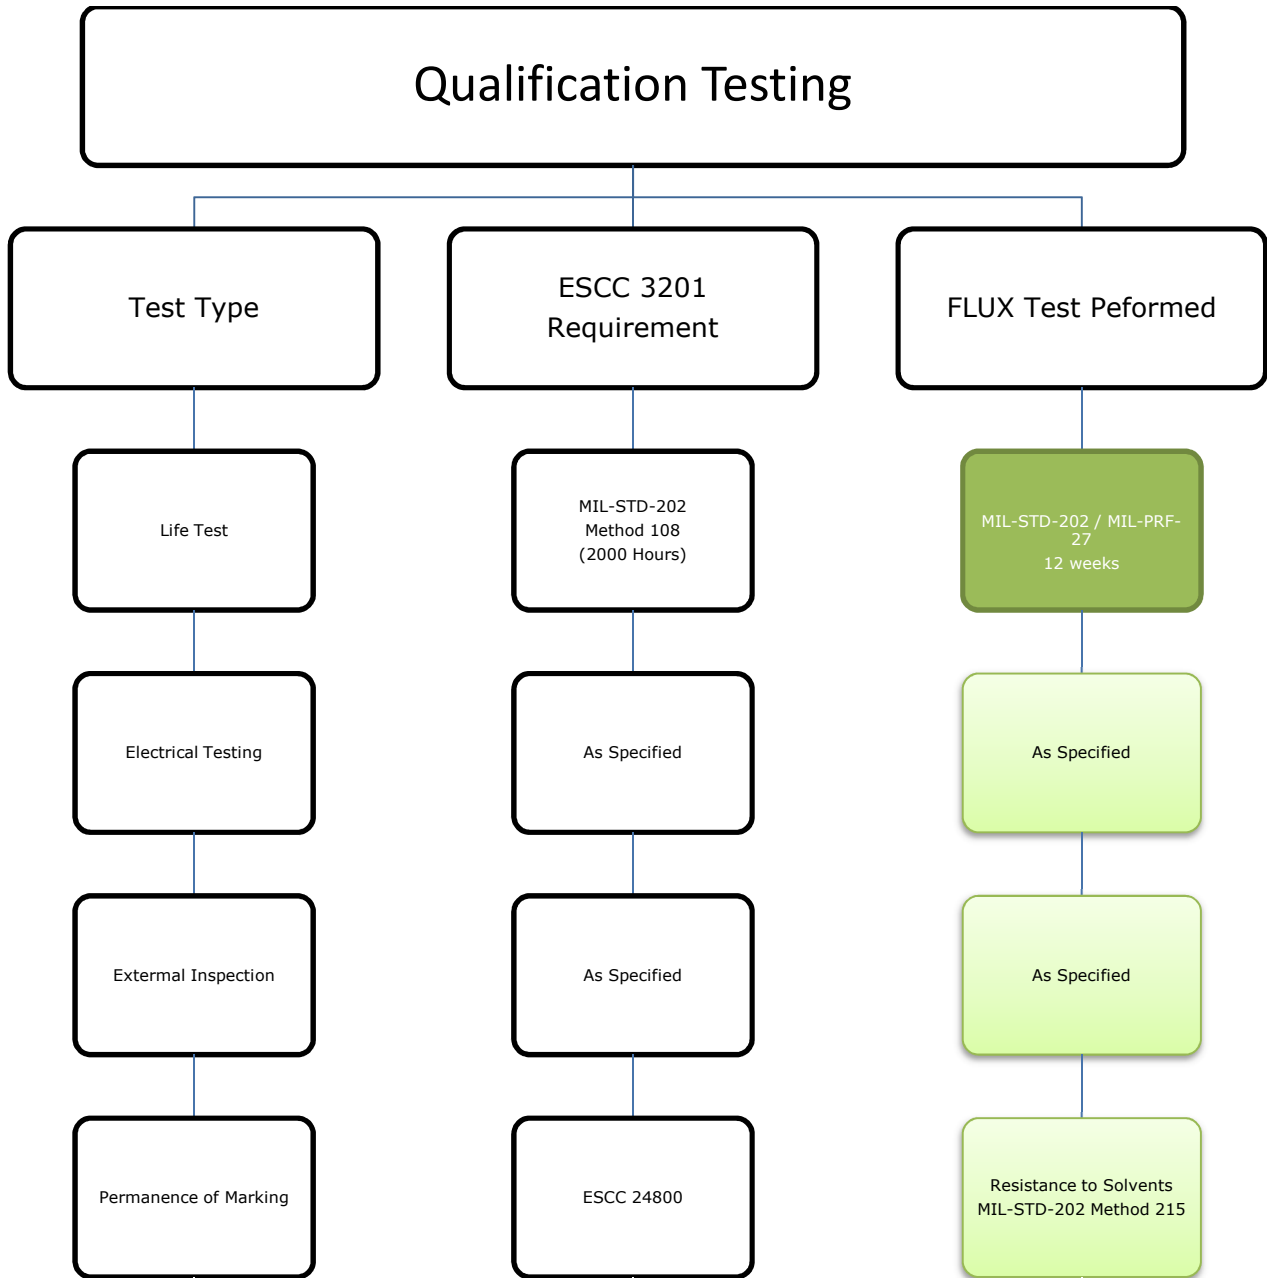 Qualification Testing
Test Type
ESCC 3201
Requirement
FLUX Test Peformed
Life Test
MIL-STD-202
Method 108
(2000 Hours)
MIL-STD-202 / MIL-PRF-
27
12 weeks
Electrical Testing
As Specified
As Specified
Extermal Inspection
As Specified
As Specified
Permanence of Marking
ESCC 24800
Resistance to Solvents
MIL-STD-202 Method 215